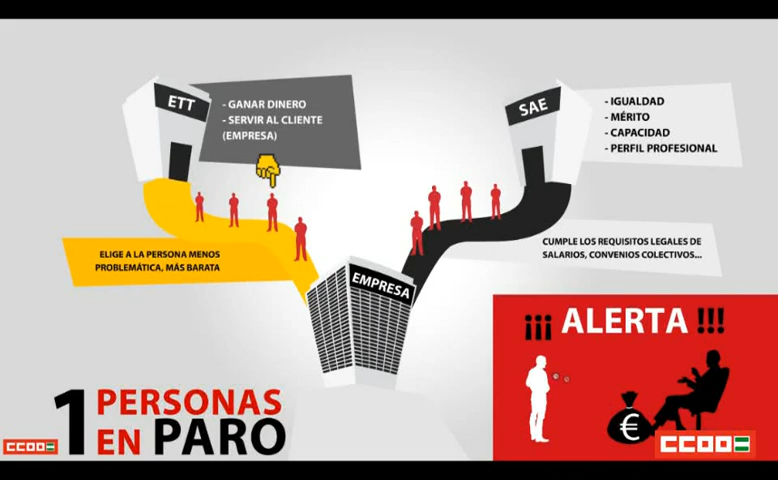 ETT
- GANAR DINERO
- SERVIR AL CLIENTE
(EMPRESA)
SAE
- IGUALDAD
- MÉRITO
- CAPACIDAD
- PERFIL PROFESIONAL
ELIGE A LA PERSONA MENOS
PROBLEMÁTICA, MÁS BARATA
CUMPLE LOS REQUISITOS LEGALES DE
SALARIOS, CONVENIOS COLECTIVOS...
EMPRESA
¡¡¡ ALERTA !!!
€
1 PERSONAS
EN PARO
CCOO
CCOO